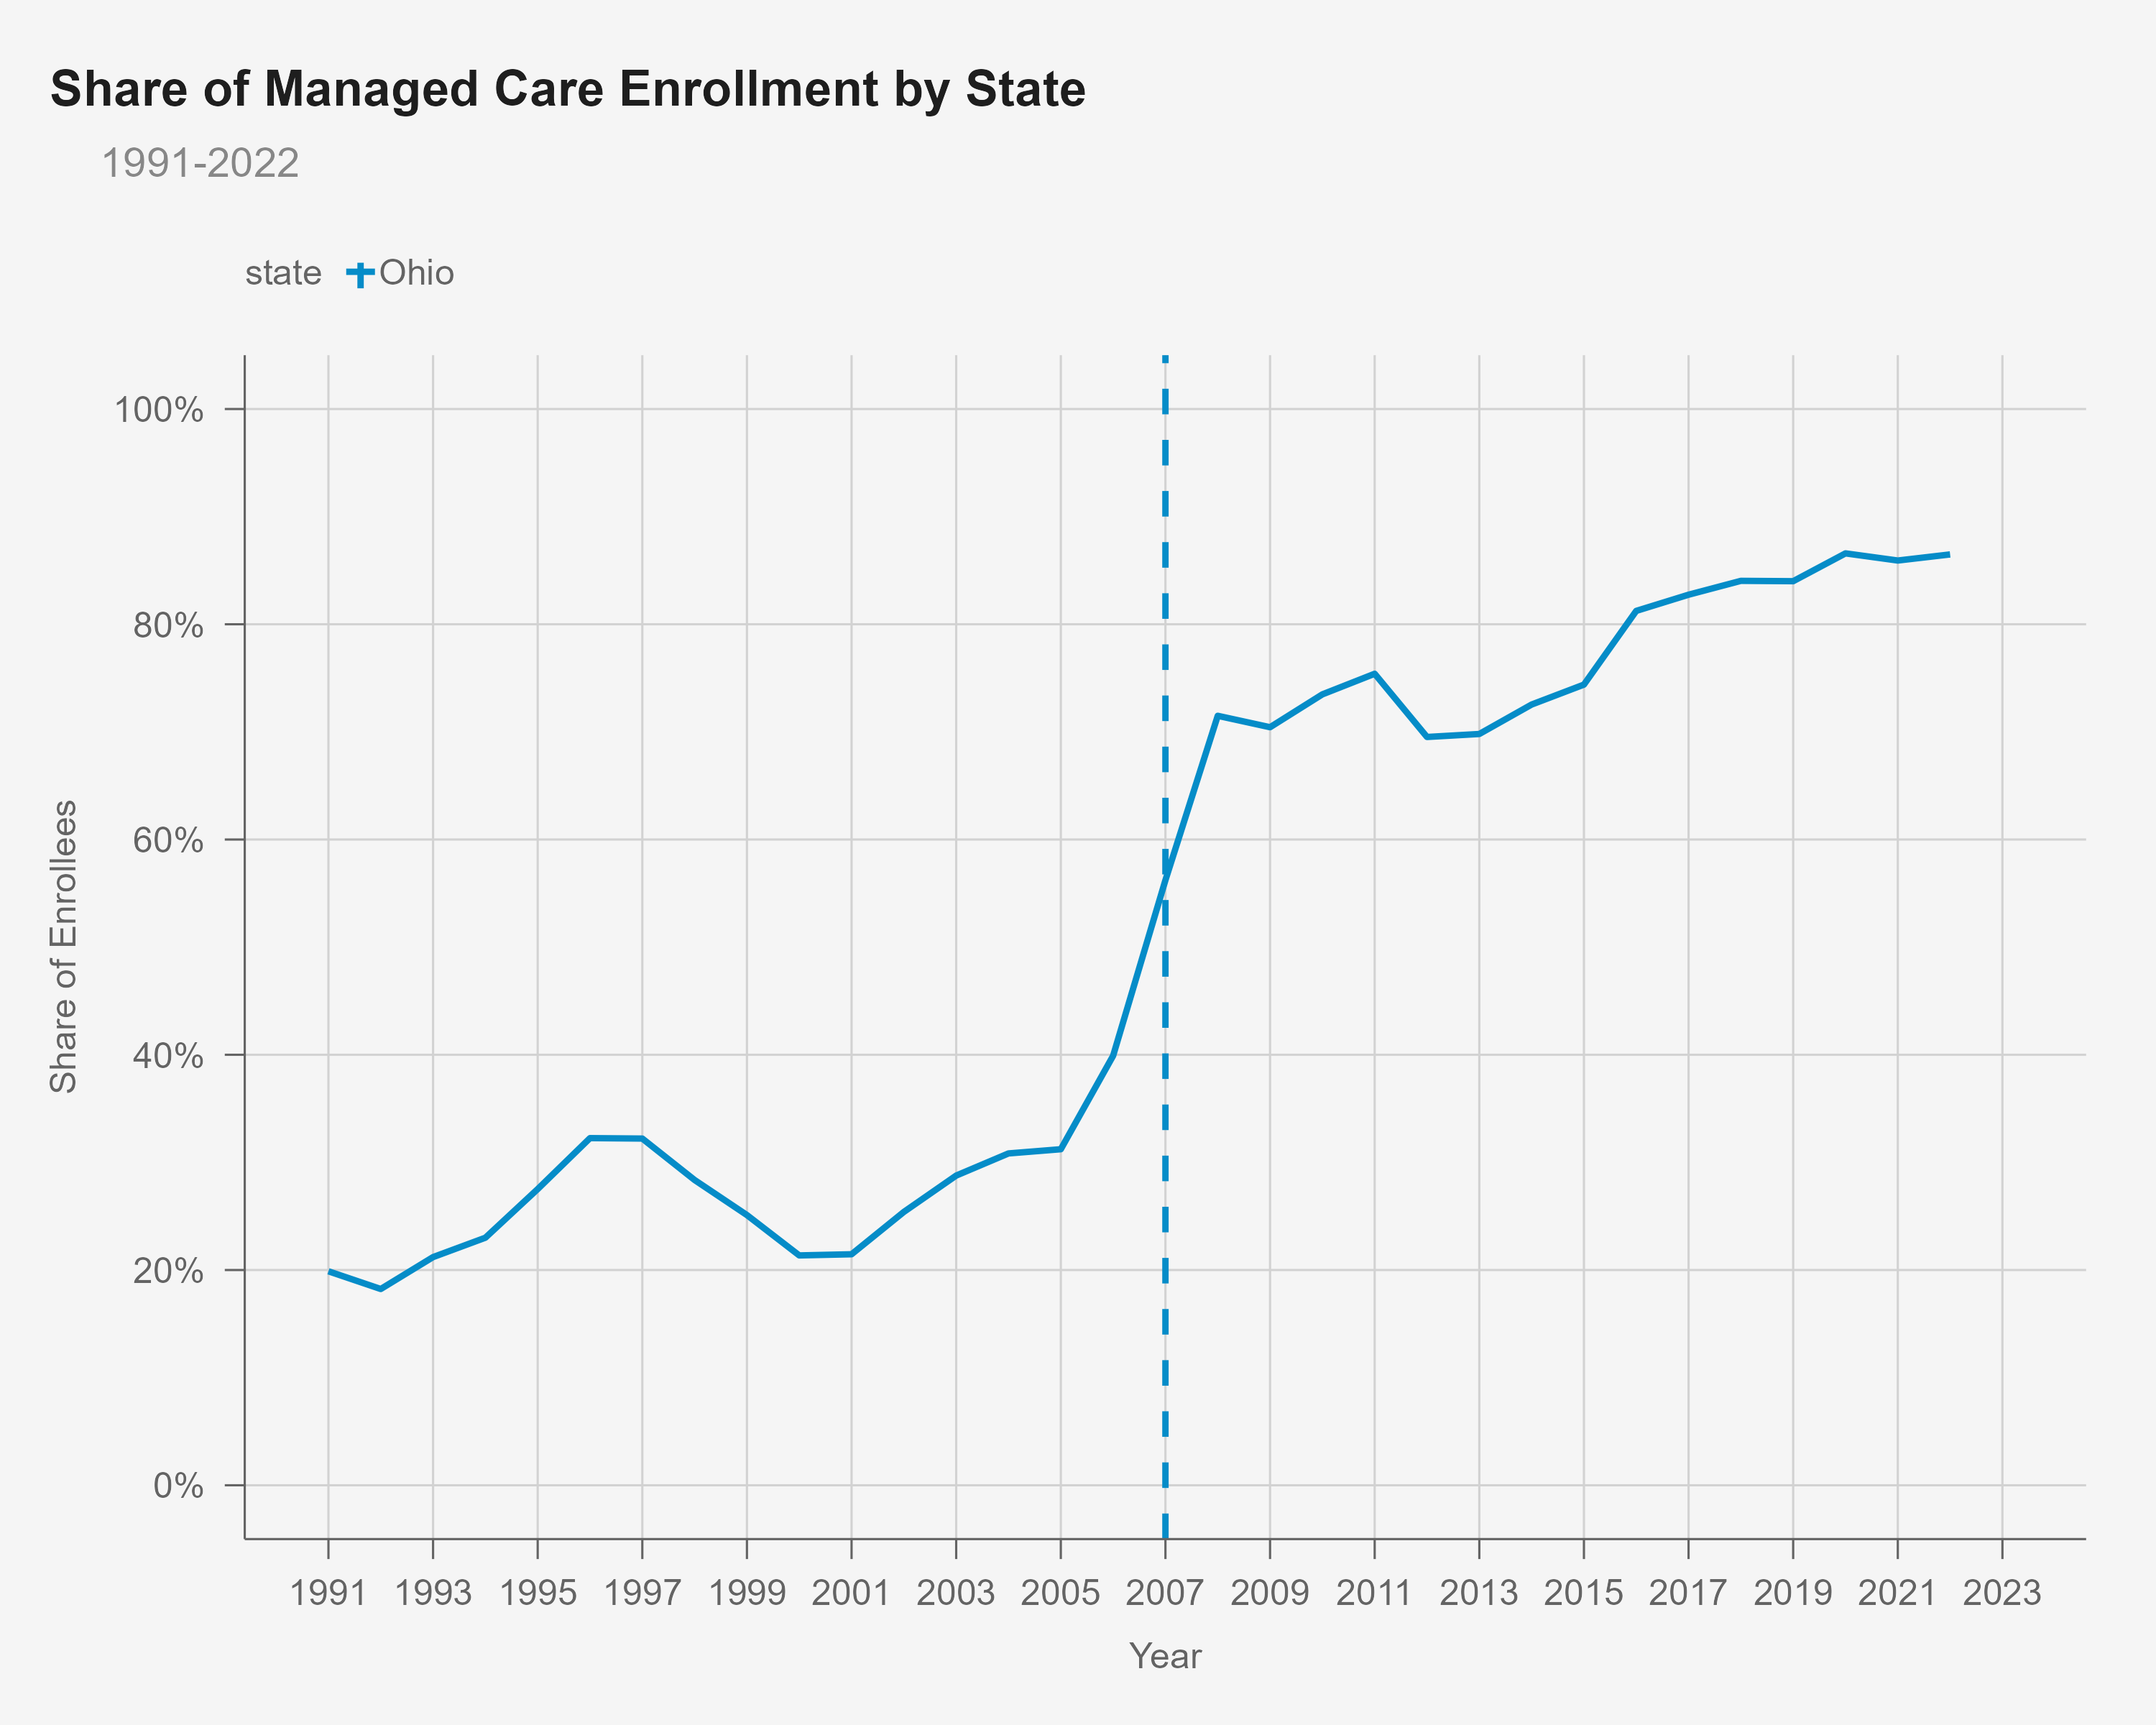 Share of Managed Care Enrollment by State
1991-2022
state Ohio
100%
80%
60%
40%
20%
0%
Share of Enrollees
1991 1993 1995 1997 1999 2001 2003 2005 2007 2009 2011 2013 2015 2017 2019 2021 2023
Year